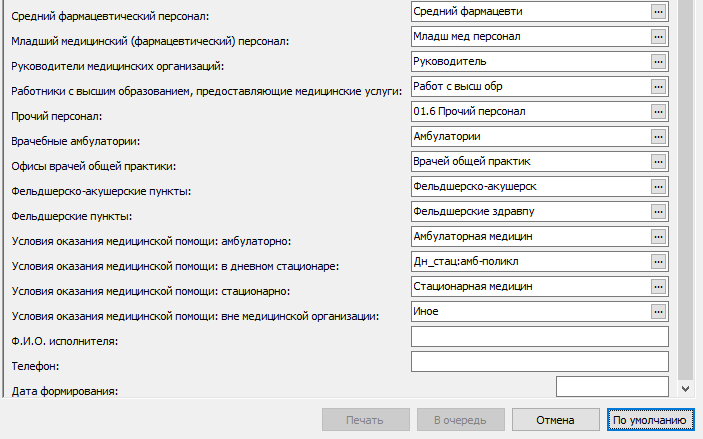 Средний фармацевтический персонал: Средний фармацевти ...
Младший медицинский (фармацевтический) персонал: Младш мед персонал ...
Руководители медицинских организаций: Руководитель ...
Работники с высшим образованием, предоставляющие медицинские услуги: Работ с высш обр ...
Прочий персонал: 01.6 Прочий персонал ...
Врачебные амбулатории: Амбулатории ...
Офисы врачей общей практики: Врачей общей практик ...
Фельдшерско-акушерские пункты: Фельдшерско-акушерск ...
Фельдшерские пункты: Фельдшерские здравпу ...
Условия оказания медицинской помощи: амбулаторно: Амбулаторная медицин ...
Условия оказания медицинской помощи: в дневном стационаре: Дн_стац:амб-поликл ...
Условия оказания медицинской помощи: стационарно: Стационарная медицин ...
Условия оказания медицинской помощи: вне медицинской организации: Иное ...
Ф.И.О. исполнителя:
Телефон:
Дата формирования:
Печать В очередь Отмена По умолчанию